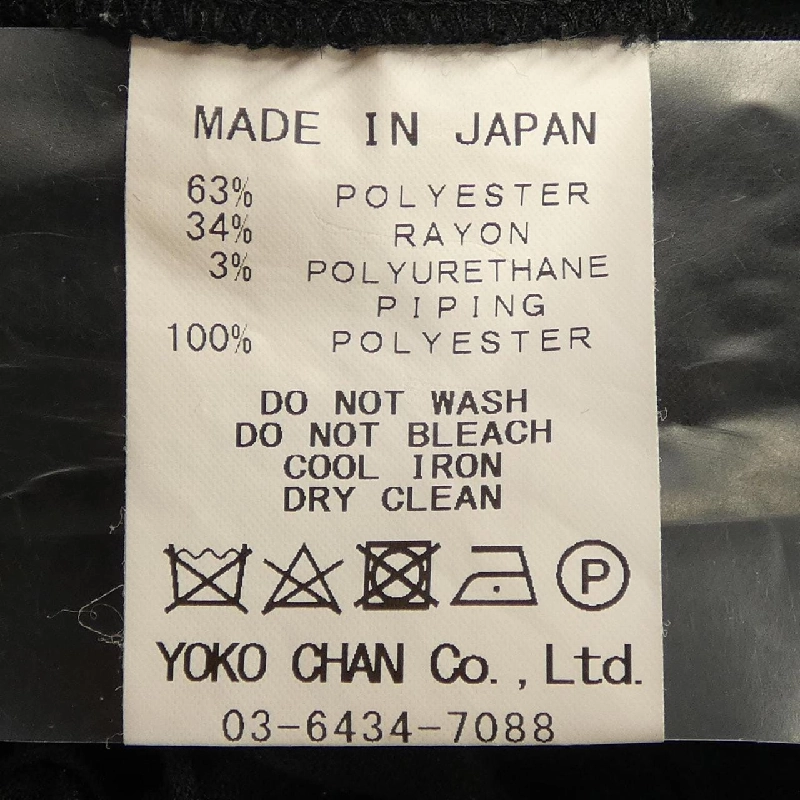 MADE IN JAPAN
63% POLYESTER
34% RAYON
3% POLYURETHANE
PIPING
100% POLYESTER
DO NOT WASH
DO NOT BLEACH
COOL IRON
DRY CLEAN
P
YOKO CHAN Co., Ltd.
03-6434-7088